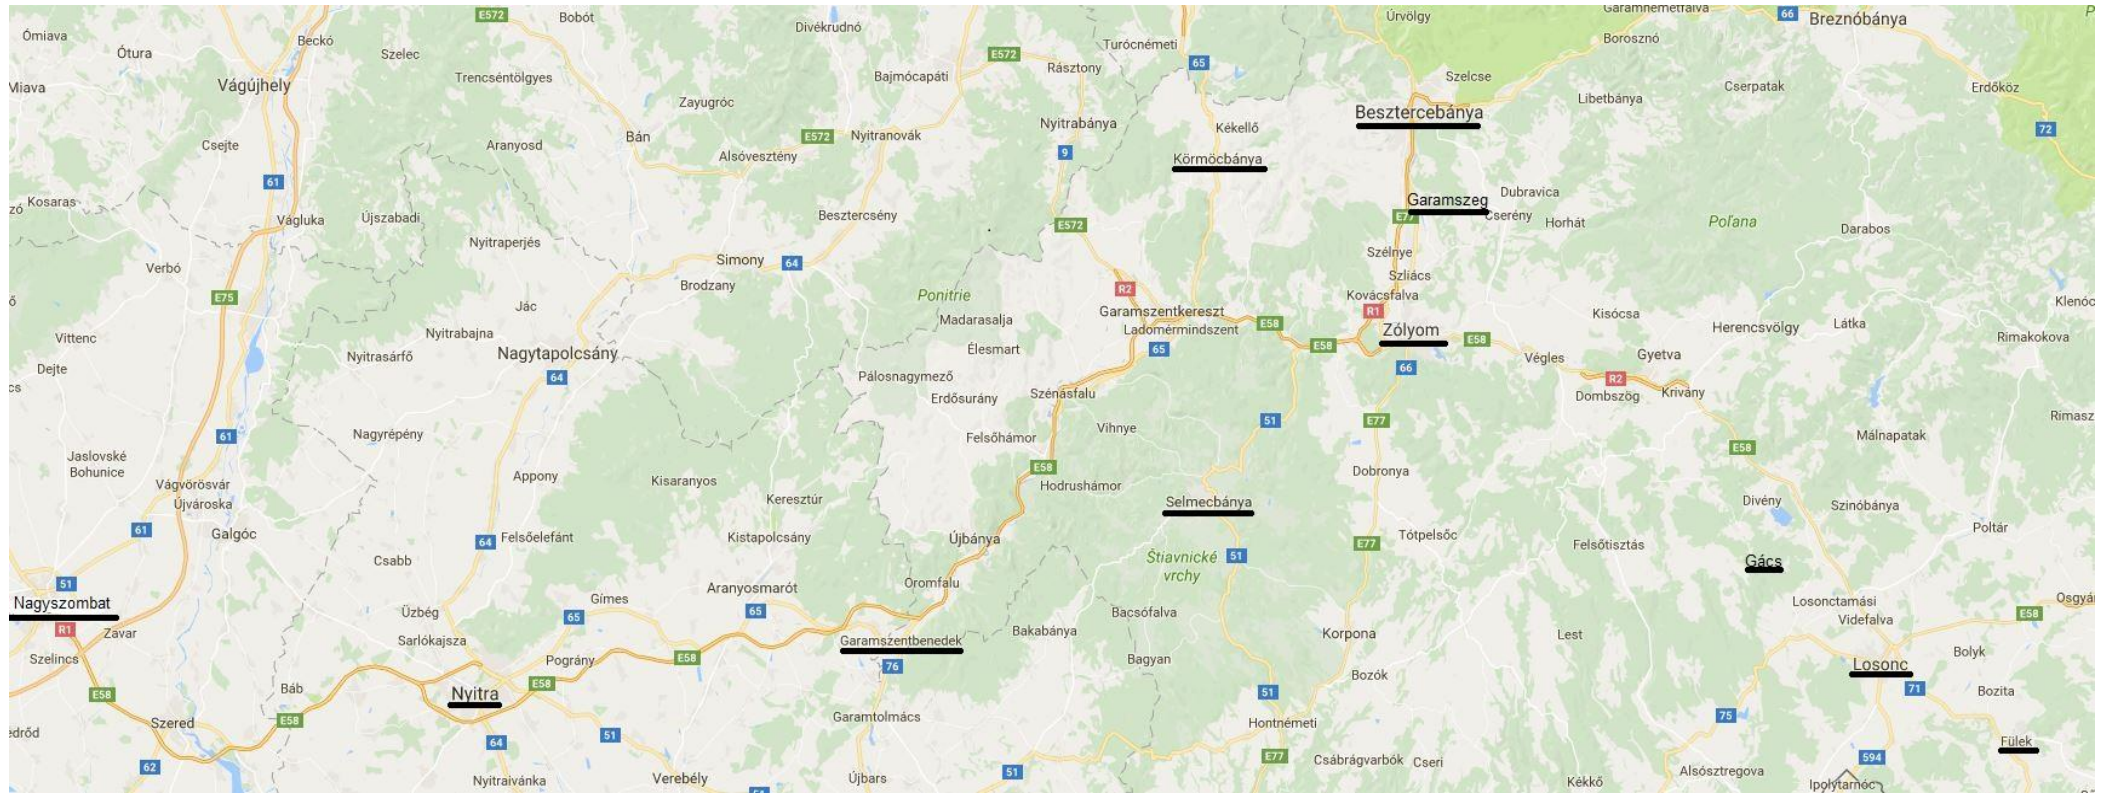 E572
Bobót
Divékrudnó
Úrvölgy
Garamnémetfalva
66
Breznóbánya
Ómiava
Ótura
Beckó
Szelec
E572
Turócnémeti
65
Borosznó
Trencséntölgyes
Bajmócapáti
Rásztony
Szelcse
Miava
Vágújhely
Zayugróc
Libetbánya
Cserpatak
Erdőköz
Besztercebánya
Csejte
Aranyosd
Bán
E572
Nyitranovák
Nyitrabánya
Kékellő
72
Alsóvesztény
9
Körmöcbánya
61
Kosaras
Garamszeg
Dubravica
Vágluka
Újszabadi
Besztercsény
E572
E77
Cserény
Horhát
Poľana
Darabos
Nyitraperjés
Szélnye
Verbó
Simony
64
Szliács
Brodzany
R2
Kovácsfalva
E75
Jác
Ponitrie
Garamszentkereszt
R1
Kisócsa
Klenóc
Vittenc
Nyitrabajna
Madarasalja
Ladomérmindszent
E58
Zólyom
Herencsvölgy
Látka
Rimakokova
Nyitrasárfő
Nagytapolcsány
Élesmart
65
E58
E58
Végles
Gyetva
Dejte
64
Pálosnagymező
66
R2
Erdősurány
Szénásfalu
Dombszög
Krivány
61
Nagyrépény
Felsőhámor
Vihnye
51
E77
Rimasz
Málnapatak
Jaslovské
Bohunice
E58
E58
Vágvörösvár
Appony
Kisaranyos
Hodrushámor
Dobronya
Újvároska
Keresztúr
Selmecbánya
Divény
Szinóbánya
61
Galgóc
64
Felsőelefánt
Kistapolcsány
Újbánya
E77
Tótpelsőc
Felsőtisztás
Poltár
Csabb
Štiavnické
vrchy
51
Gács
51
Aranyosmarót
Oromfalu
Nagyszombat
Üzbég
Gímes
65
65
Bacsófalva
Losonctamási
E58
R1
Zavar
Sarlókajsza
Garamszentbenedek
Bakabánya
Korpona
Lest
Videfalva
Szelincs
Pográny
E58
76
Bagyan
Losonc
Bolyk
E58
Báb
Nyitra
E58
51
Bozók
71
Bozita
Szered
E58
Garamtolmács
Hontnémeti
75
64
51
E77
Fülek
62
Nyitraivánka
Verebély
Újbars
51
Csábrágvarbók
Cseri
Kékkő
Alsósztregova
594
Ipolytarnóc